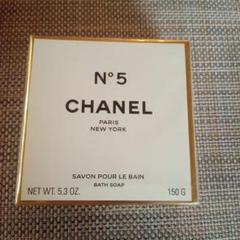 N°5
CHANEL
PARIS
NEW YORK
SAVON POUR LE BAIN
NET WT. 5.3 OZ. BATH SOAP 150 G